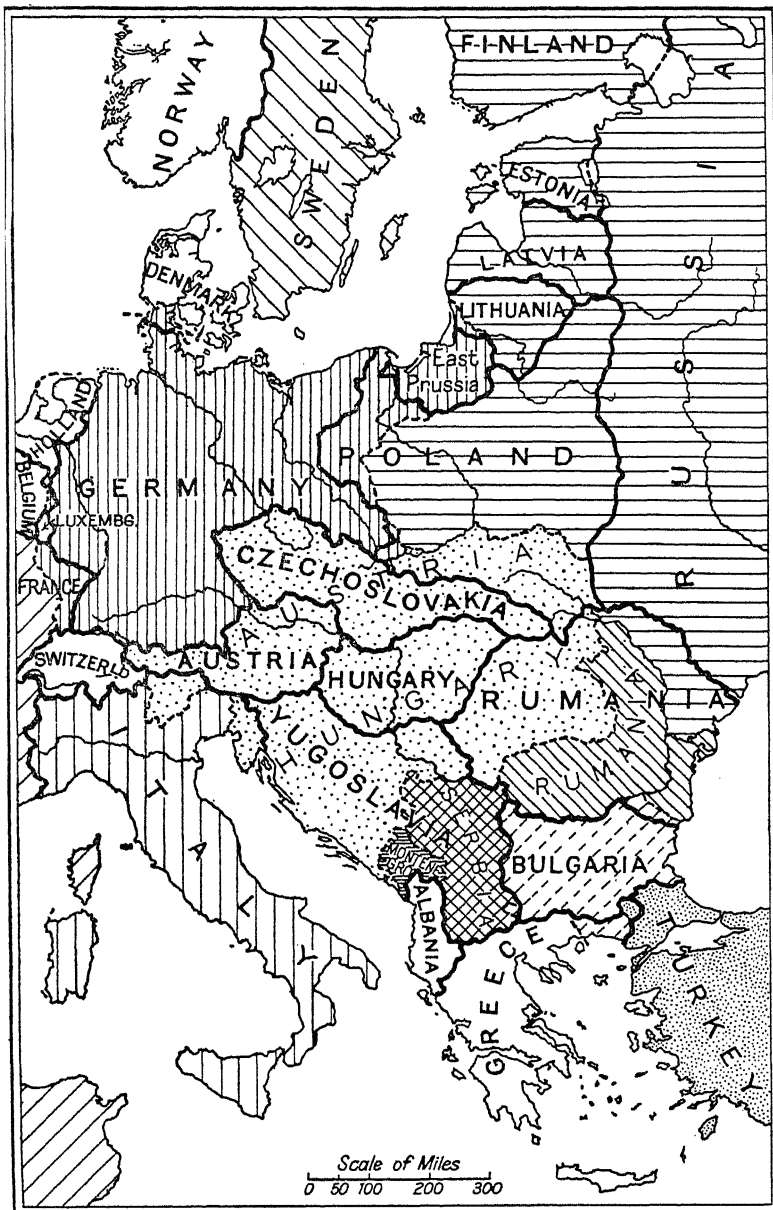 FINLAND
NORWAY
SWEDEN
RUSSIA
ESTONIA
LATVIA
DENMARK
LITHUANIA
East
Prussia
HOLLAND
POLAND
BELGIUM
GERMANY
LUXEMBG.
FRANCE
CZECHOSLOVAKIA
AUSTRIA
HUNGARY
SWITZERLD
AUSTRIA
HUNGARY
RUMANIA
RUMANIA
ITALY
YUGOSLAVIA
SERBIA
BULGARIA
ALBANIA
GREECE
TURKEY
Scale of Miles
0 50 100 200 300